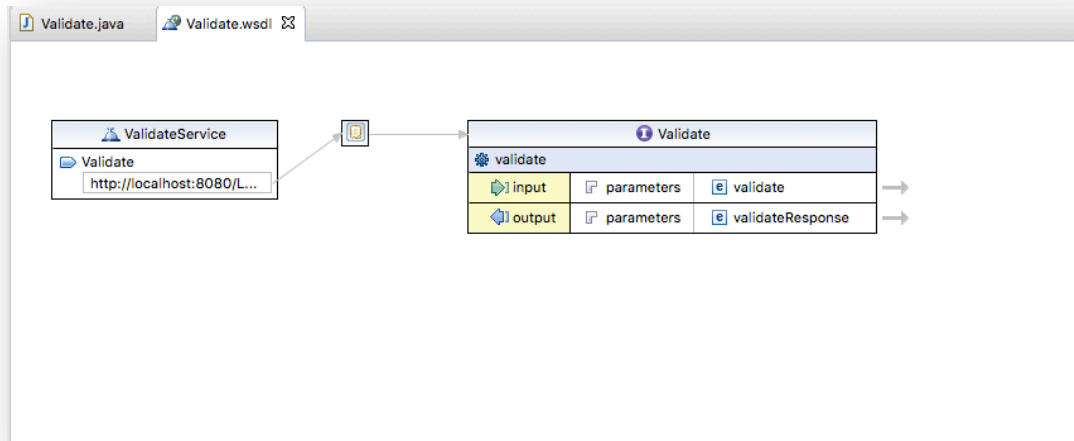 Validate.java
Validate.wsdl
ValidateService
Validate
http://localhost:8080/L...
Validate
validate
input parameters validate
output parameters validateResponse